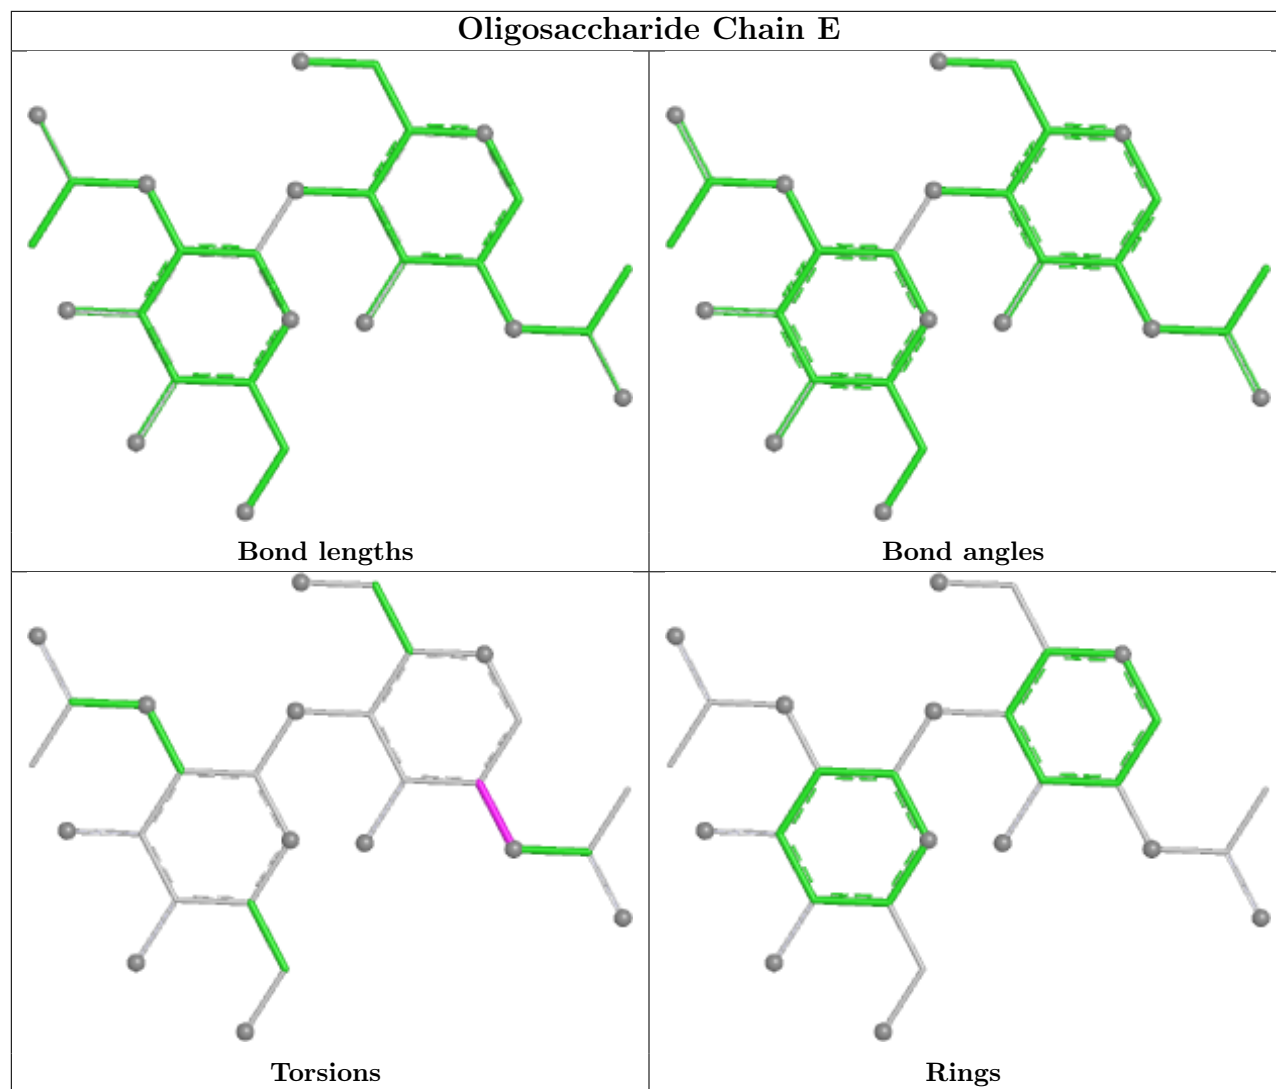 Oligosaccharide Chain E
Bond lengths
Bond angles
Torsions
Rings